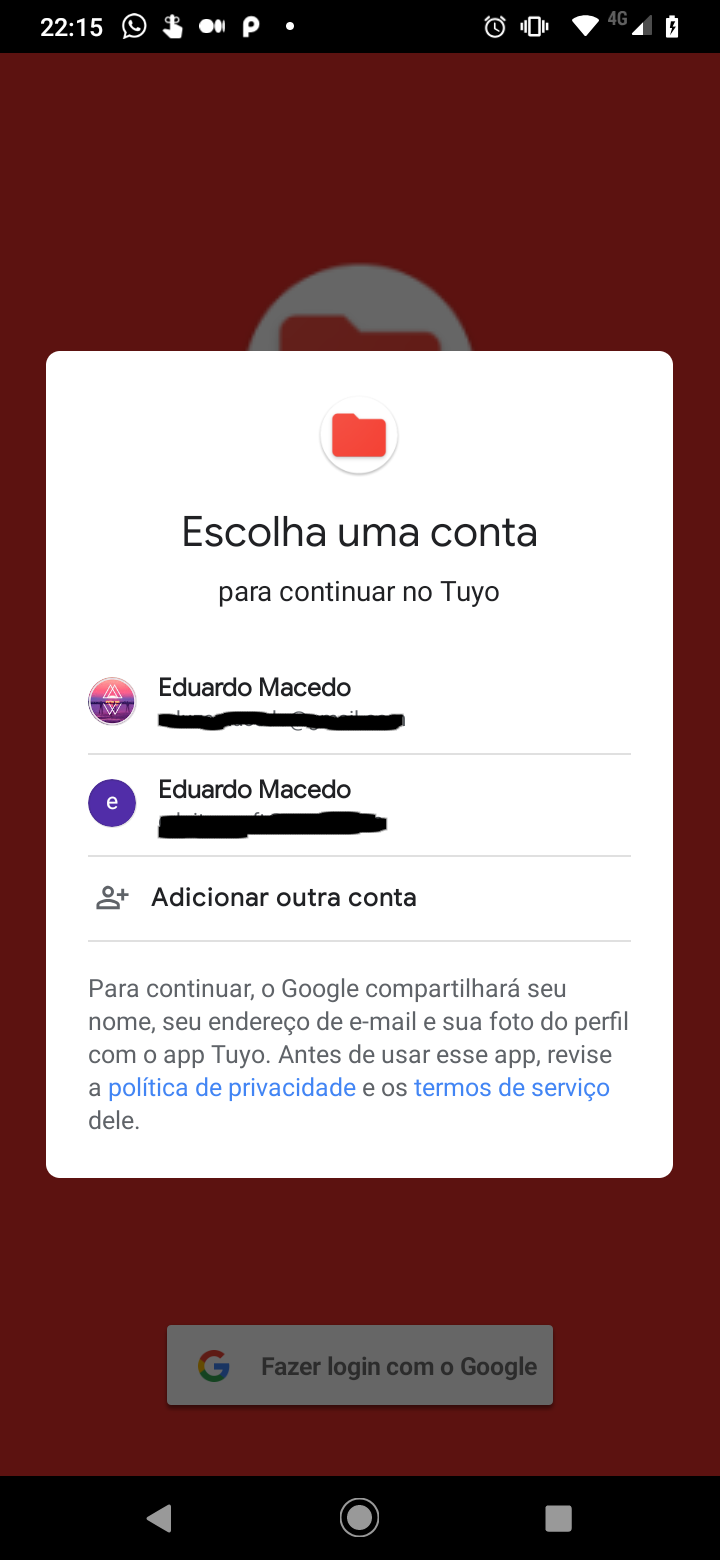 22:15
4G
Escolha uma conta
para continuar no Tuyo
Eduardo Macedo
e
Eduardo Macedo
Adicionar outra conta
Para continuar, o Google compartilhará seu
nome, seu endereço de e-mail e sua foto do perfil
com o app Tuyo. Antes de usar esse app, revise
a política de privacidade e os termos de serviço
dele.
Fazer login com o Google